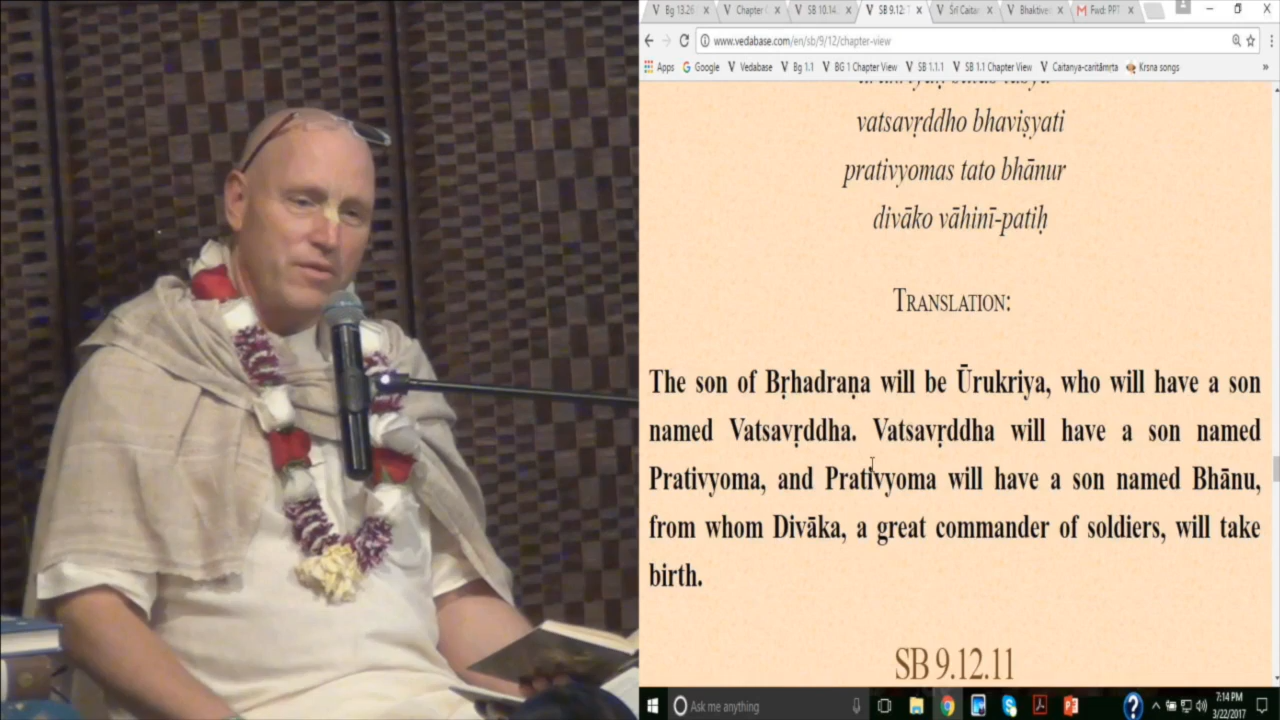 Bg 13.26
Chapter
SB 10.14.
SB 9.12:
Śrī Caitan
Bhaktive
Fwd: PPT
www.vedabase.com/en/sb/9/12/chapter-view
Apps Google Vedabase Bg 1.1 BG 1 Chapter View SB 1.1.1 SB 1.1 Chapter View Caitanya-caritāmṛta Krsna songs
vatsavṛddho bhaviṣyati
prativyomas tato bhānur
divāko vāhinī-patiḥ
TRANSLATION:
The son of Bṛhadraṇa will be Ūrukriya, who will have a son
named Vatsavṛddha. Vatsavṛddha will have a son named
Prativyoma, and Prativyoma will have a son named Bhānu,
from whom Divāka, a great commander of soldiers, will take
birth.
SB 9.12.11
Ask me anything
7:14 PM
3/22/2017